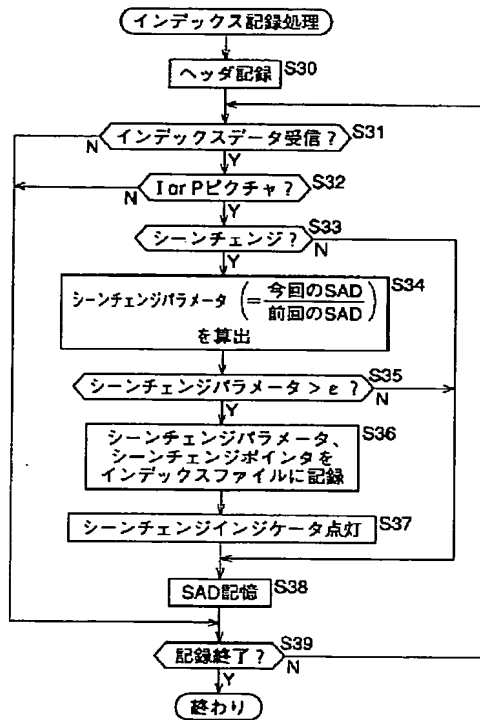 インデックス記録処理
ヘッダ記録 S30
インデックスデータ受信? S31
N
Y
I or Pピクチャ? S32
N
Y
シーンチェンジ? S33
N
Y
シーンチェンジパラメータ (= 今回のSAD / 前回のSAD) S34
を算出
シーンチェンジパラメータ > ε ? S35
N
Y
シーンチェンジパラメータ、 S36
シーンチェンジポインタを
インデックスファイルに記録
シーンチェンジインジケータ点灯 S37
SAD記憶 S38
記録終了? S39
N
Y
終わり